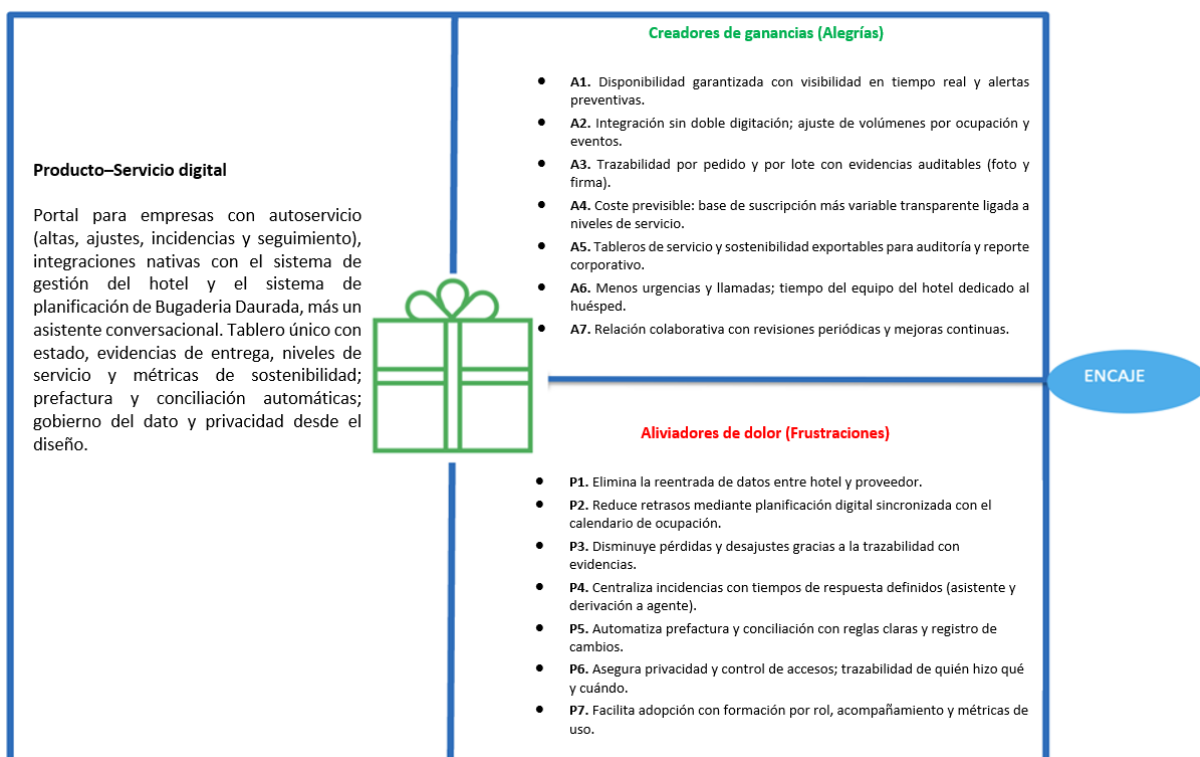 Producto–Servicio digital
Portal para empresas con autoservicio
(altas, ajustes, incidencias y seguimiento),
integraciones nativas con el sistema de
gestión del hotel y el sistema de
planificación de Bugaderia Daurada, más un
asistente conversacional. Tablero único con
estado, evidencias de entrega, niveles de
servicio y métricas de sostenibilidad;
prefactura y conciliación automáticas;
gobierno del dato y privacidad desde el
diseño.
Creadores de ganancias (Alegrías)
● A1. Disponibilidad garantizada con visibilidad en tiempo real y alertas
preventivas.
● A2. Integración sin doble digitación; ajuste de volúmenes por ocupación y
eventos.
● A3. Trazabilidad por pedido y por lote con evidencias auditables (foto y
firma).
● A4. Coste previsible: base de suscripción más variable transparente ligada a
niveles de servicio.
● A5. Tableros de servicio y sostenibilidad exportables para auditoría y reporte
corporativo.
● A6. Menos urgencias y llamadas; tiempo del equipo del hotel dedicado al
huésped.
● A7. Relación colaborativa con revisiones periódicas y mejoras continuas.
ENCAJE
Aliviadores de dolor (Frustraciones)
● P1. Elimina la reentrada de datos entre hotel y proveedor.
● P2. Reduce retrasos mediante planificación digital sincronizada con el
calendario de ocupación.
● P3. Disminuye pérdidas y desajustes gracias a la trazabilidad con
evidencias.
● P4. Centraliza incidencias con tiempos de respuesta definidos (asistente y
derivación a agente).
● P5. Automatiza prefactura y conciliación con reglas claras y registro de
cambios.
● P6. Asegura privacidad y control de accesos; trazabilidad de quién hizo qué
y cuándo.
● P7. Facilita adopción con formación por rol, acompañamiento y métricas de
uso.